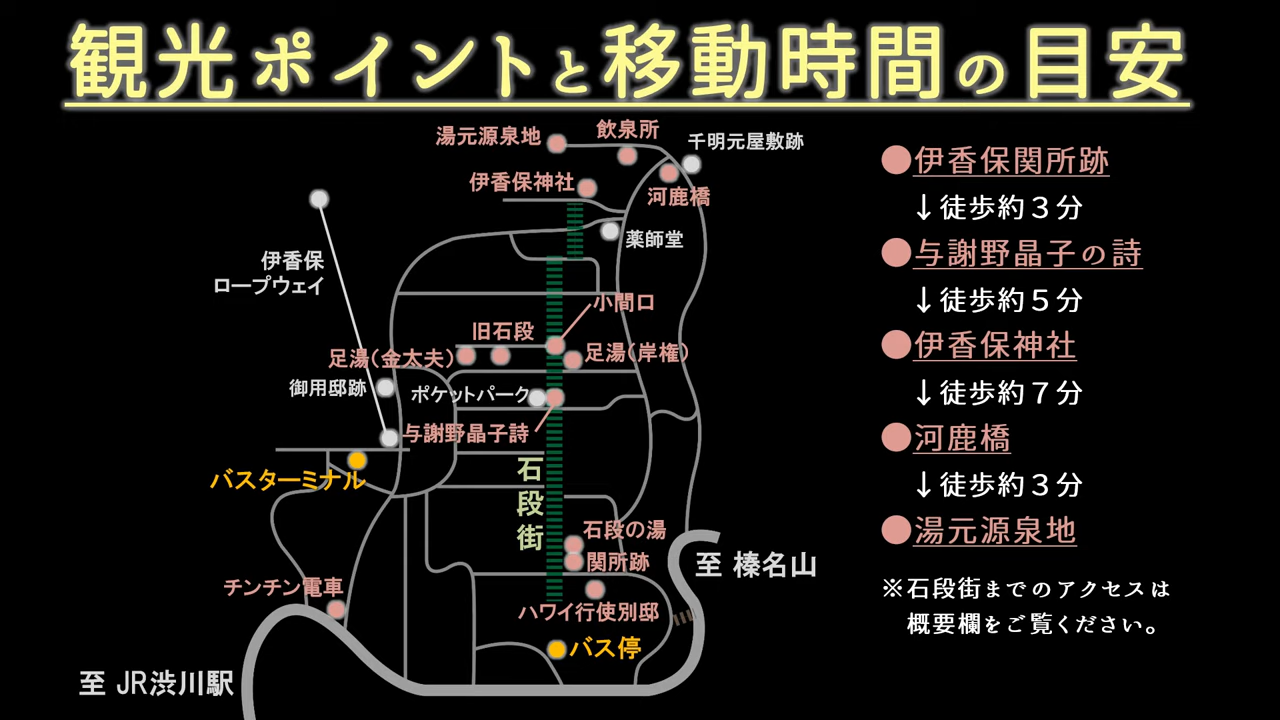 観光ポイントと移動時間の目安
湯元源泉地
飲泉所
千明元屋敷跡
伊香保神社
河鹿橋
薬師堂
伊香保
ロープウェイ
小間口
旧石段
足湯(金太夫)
足湯(岸権)
御用邸跡
ポケットパーク
与謝野晶子詩
バスターミナル
石段街
石段の湯
関所跡
チンチン電車
ハワイ行使別邸
バス停
至 榛名山
至 JR渋川駅
●伊香保関所跡
↓徒歩約3分
●与謝野晶子の詩
↓徒歩約5分
●伊香保神社
↓徒歩約7分
●河鹿橋
↓徒歩約3分
●湯元源泉地
※石段街までのアクセスは
概要欄をご覧ください。